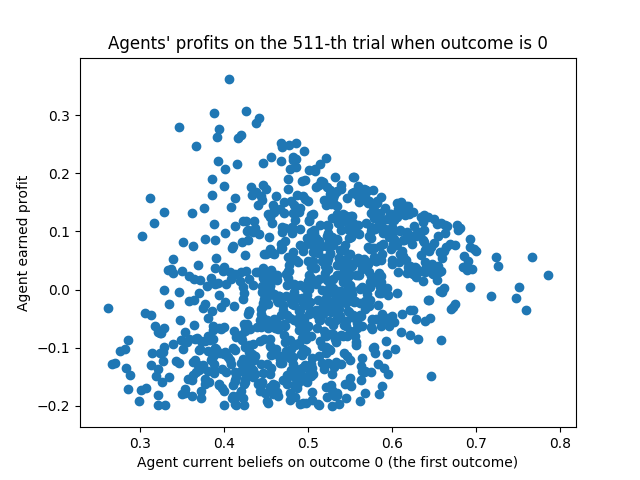 Agents' profits on the 511-th trial when outcome is 0
0.3
0.2
0.1
0.0
−0.1
−0.2
Agent earned profit
0.3 0.4 0.5 0.6 0.7 0.8
Agent current beliefs on outcome 0 (the first outcome)